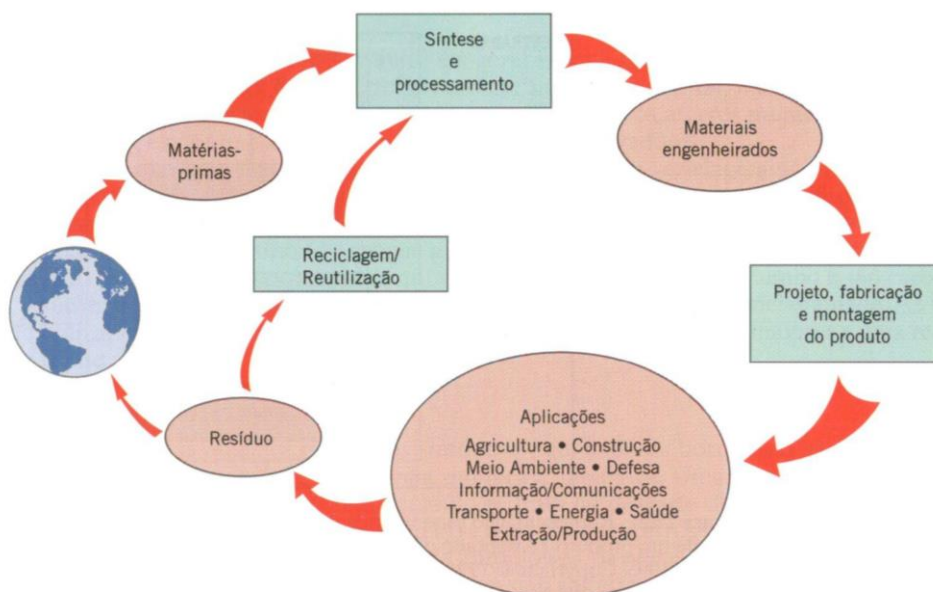 Síntese
e
processamento
Materiais
engenheirados
Matérias-
primas
Reciclagem/
Reutilização
Projeto, fabricação
e montagem
do produto
Resíduo
Aplicações
Agricultura • Construção
Meio Ambiente • Defesa
Informação/Comunicações
Transporte • Energia • Saúde
Extração/Produção